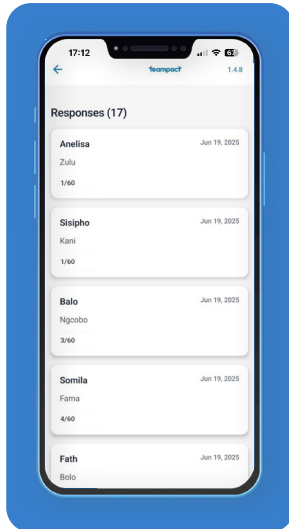 17:12
Teampact
1.4.8
Responses (17)
Anelisa
Jun 19, 2025
Zulu
1/60
Sisipho
Jun 19, 2025
Kani
1/60
Balo
Jun 19, 2025
Ngcobo
3/60
Somila
Jun 19, 2025
Fama
4/60
Fath
Jun 19, 2025
Bolo